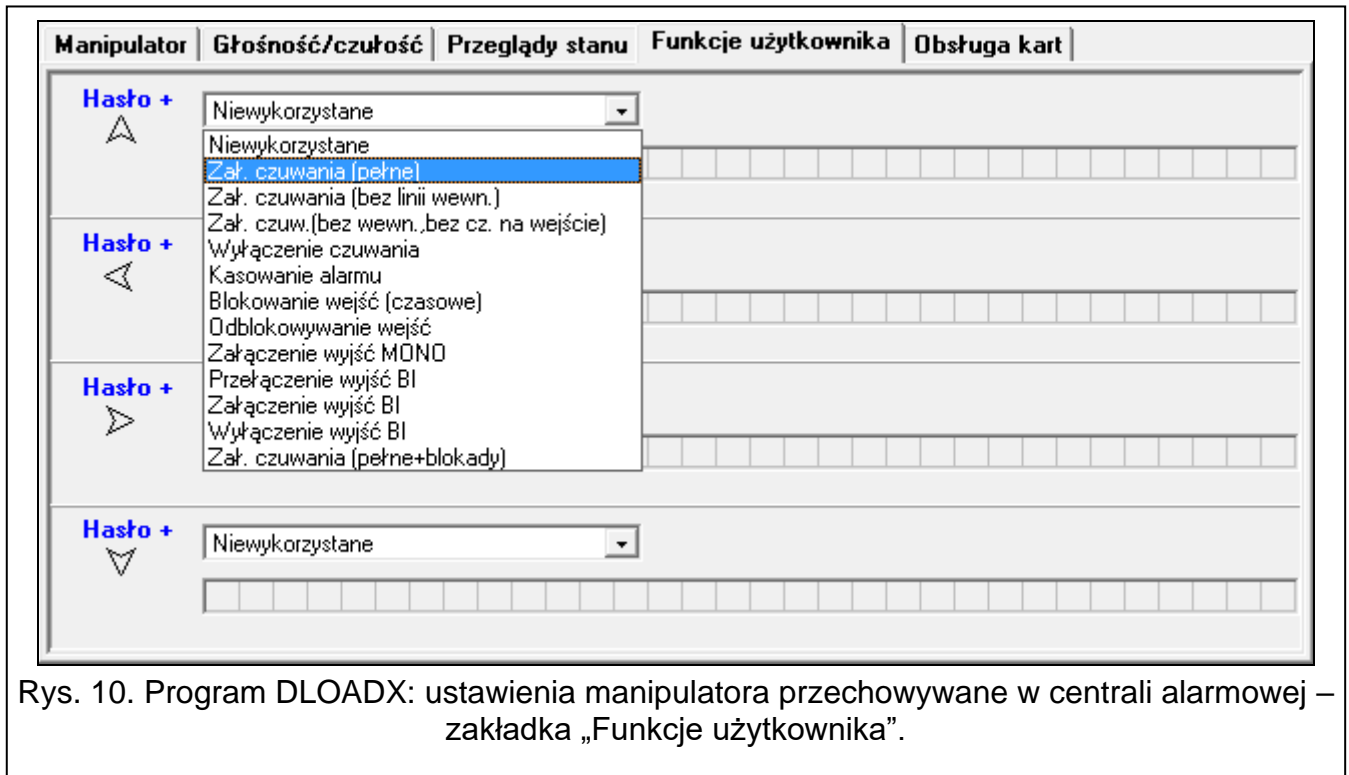 Manipulator Głośność/czułość Przeglądy stanu Funkcje użytkownika Obsługa kart
Hasło +
Niewykorzystane
Niewykorzystane
Zał. czuwania (pełne)
Zał. czuwania (bez linii wewn.)
Zał. czuw.(bez wewn.,bez cz. na wejście)
Hasło +
Wyłączenie czuwania
Kasowanie alarmu
Blokowanie wejść (czasowe)
Odblokowywanie wejść
Załączenie wyjść MONO
Hasło +
Przełączenie wyjść BI
Załączenie wyjść BI
Wyłączenie wyjść BI
Zał. czuwania (pełne+blokady)
Hasło +
Niewykorzystane
Rys. 10. Program DLOADX: ustawienia manipulatora przechowywane w centrali alarmowej –
zakładka „Funkcje użytkownika”.